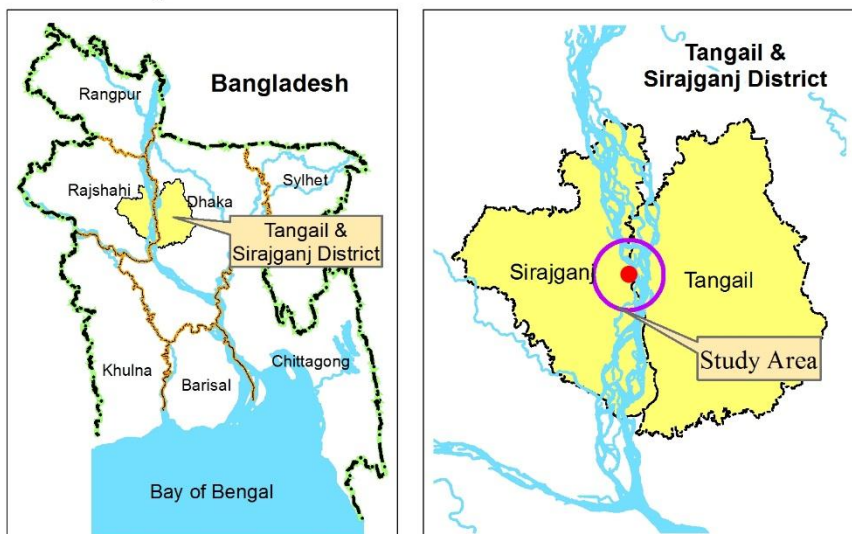 Bangladesh
Rangpur
Rajshahi
Dhaka
Sylhet
Tangail &
Sirajganj District
Khulna
Barisal
Chittagong
Bay of Bengal
Tangail &
Sirajganj District
Sirajganj
Tangail
Study Area